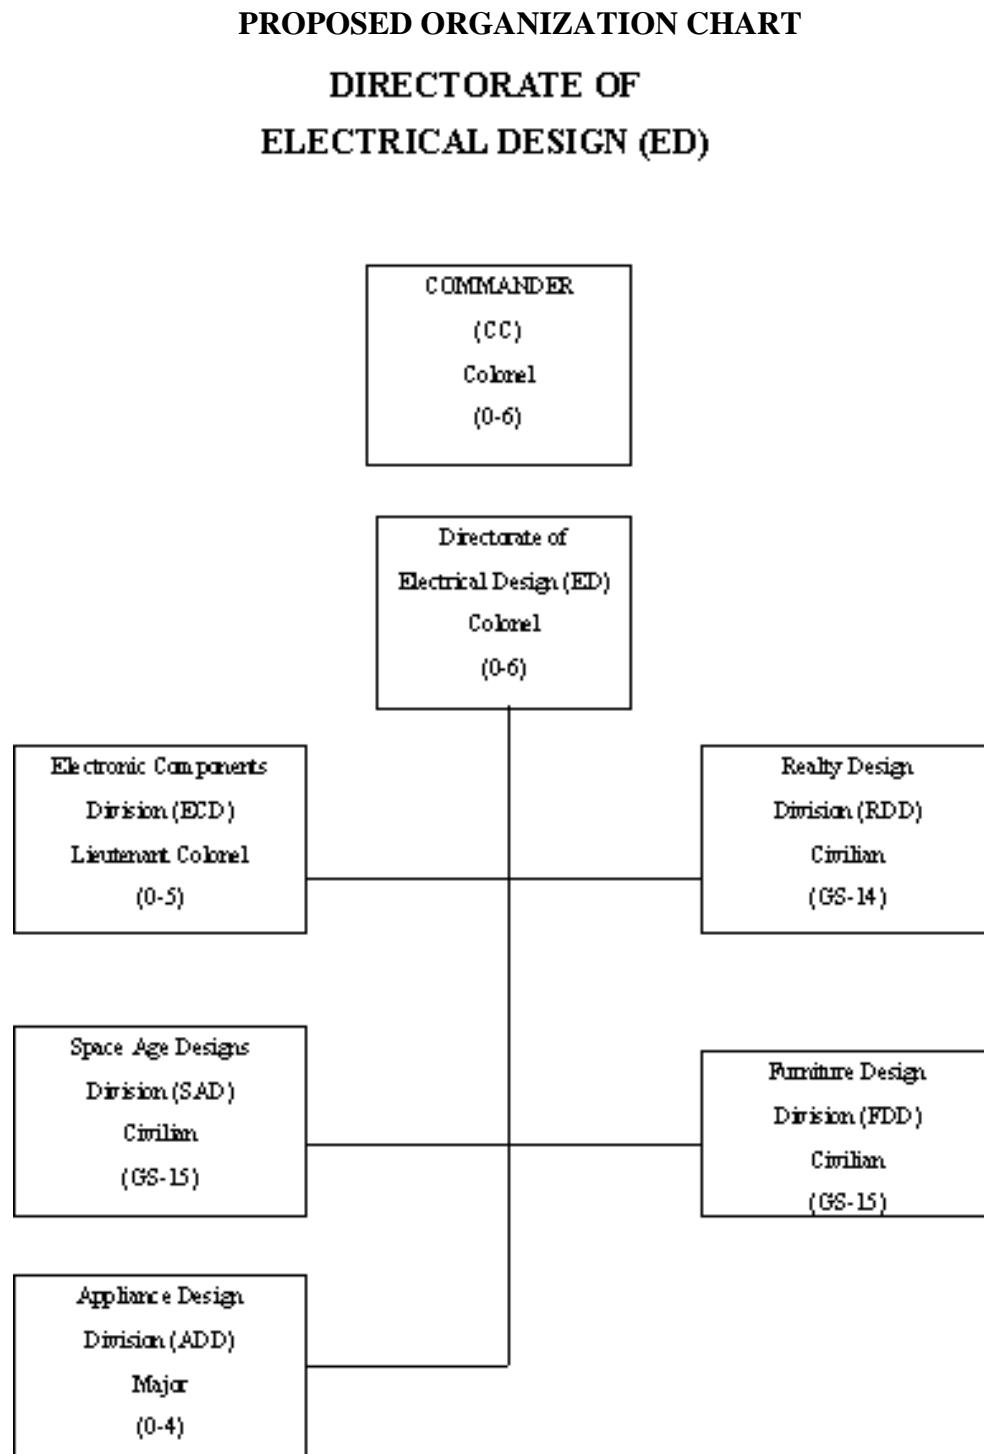 PROPOSED ORGANIZATION CHART
DIRECTORATE OF
ELECTRICAL DESIGN (ED)
COMMANDER
(CC)
Colonel
(0-6)
Directorate of
Electrical Design (ED)
Colonel
(0-6)
Electronic Components
Division (ECD)
Lieutenant Colonel
(0-5)
Realty Design
Division (RDD)
Civilian
(GS-14)
Space Age Designs
Division (SAD)
Civilian
(GS-15)
Furniture Design
Division (FDD)
Civilian
(GS-15)
Appliance Design
Division (ADD)
Major
(0-4)